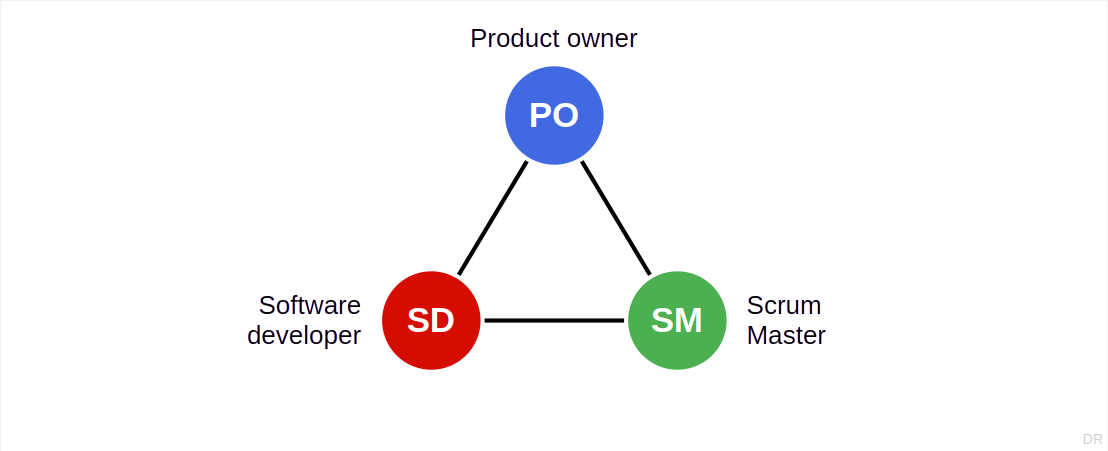 Product owner
PO
Software
developer
SD
SM
Scrum
Master
DR